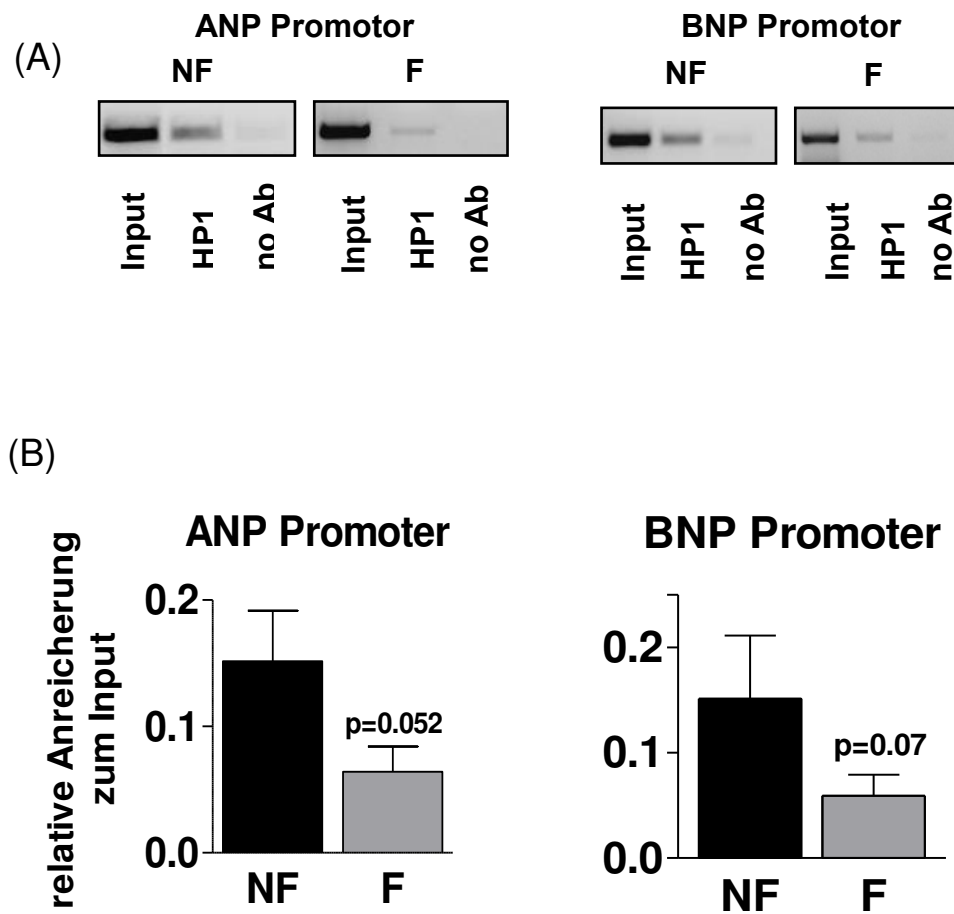 (A)
ANP Promotor
BNP Promotor
NF
F
NF
F
Input
HP1
no Ab
Input
HP1
no Ab
Input
HP1
no Ab
Input
HP1
no Ab
(B)
relative Anreicherung
zum Input
ANP Promoter
0.2
0.1
0.0
p=0.052
NF
F
BNP Promoter
0.2
0.1
0.0
p=0.07
NF
F